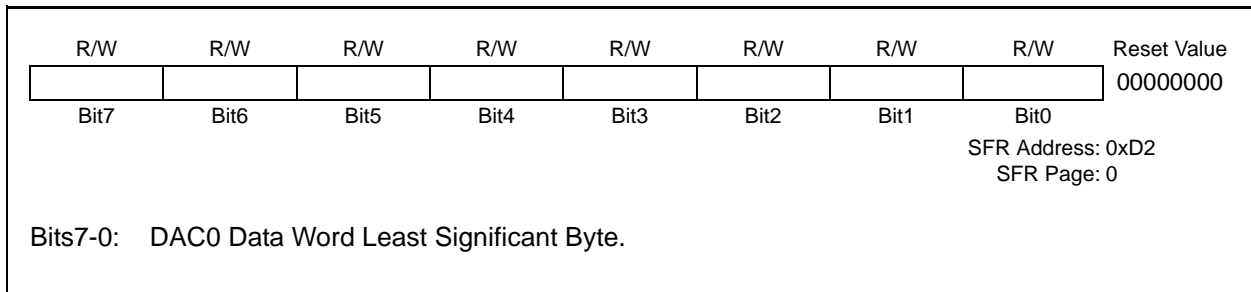 R/W R/W R/W R/W R/W R/W R/W R/W Reset Value
00000000
Bit7 Bit6 Bit5 Bit4 Bit3 Bit2 Bit1 Bit0
SFR Address: 0xD2
SFR Page: 0
Bits7-0: DAC0 Data Word Least Significant Byte.